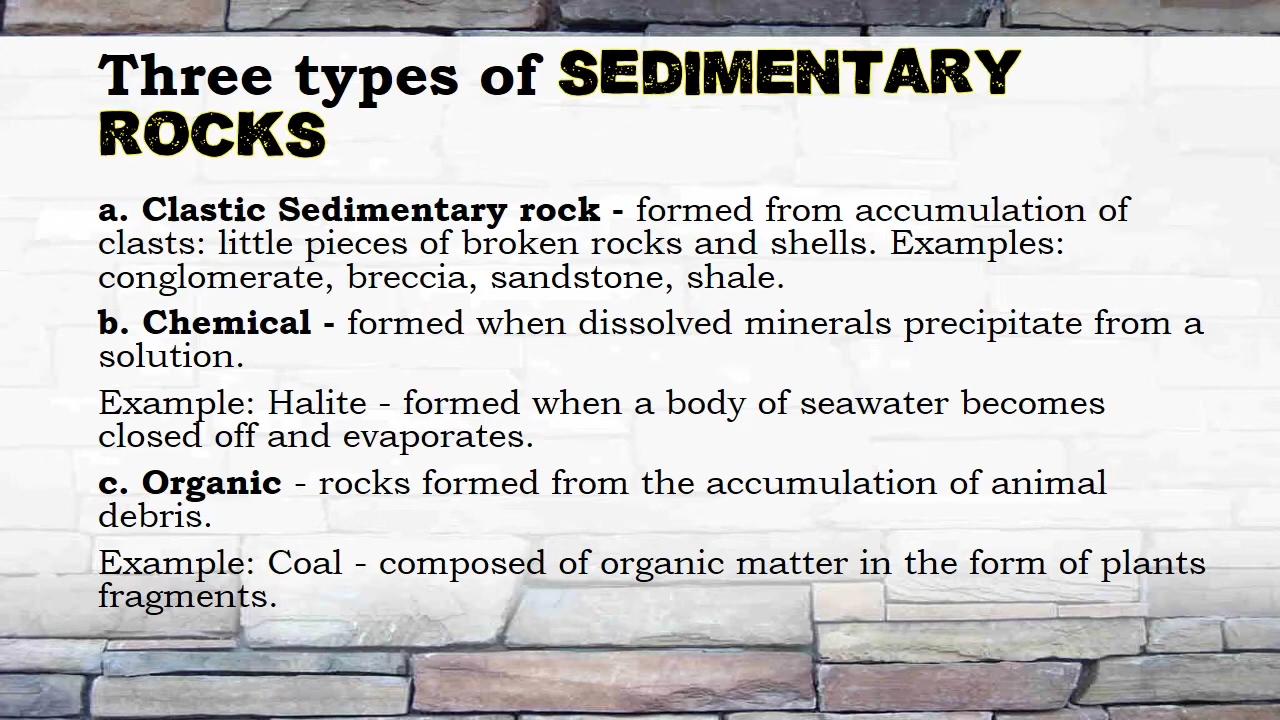 Three types of SEDIMENTARY
ROCKS
a. Clastic Sedimentary rock - formed from accumulation of
clasts: little pieces of broken rocks and shells. Examples:
conglomerate, breccia, sandstone, shale.
b. Chemical - formed when dissolved minerals precipitate from a
solution.
Example: Halite - formed when a body of seawater becomes
closed off and evaporates.
c. Organic - rocks formed from the accumulation of animal
debris.
Example: Coal - composed of organic matter in the form of plants
fragments.